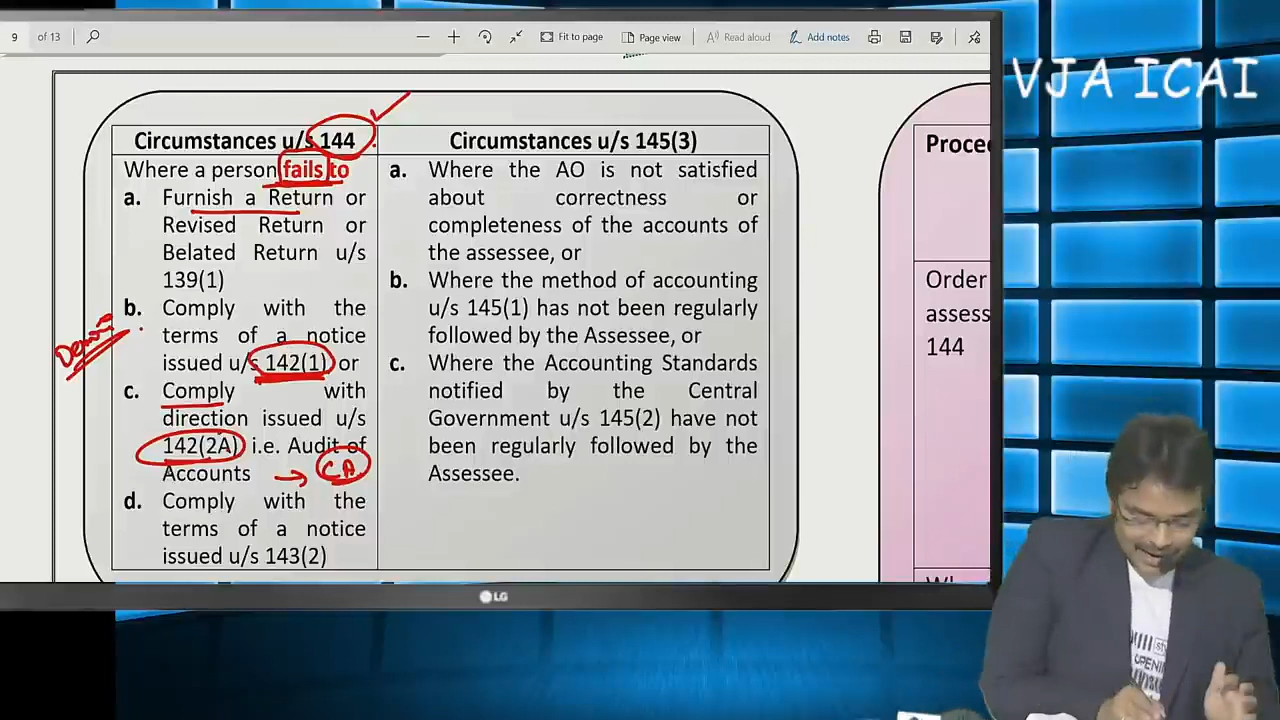 9 of 13
Fit to page
Page view
Read aloud
Add notes
VJA ICAI
Circumstances u/s 144
Where a person fails to
a. Furnish a Return or
Revised Return or
Belated Return u/s
139(1)
b. Comply with the
terms of a notice
issued u/s 142(1) or
c. Comply with
direction issued u/s
142(2A) i.e. Audit of
Accounts → CA
d. Comply with the
terms of a notice
issued u/s 143(2)
Circumstances u/s 145(3)
a. Where the AO is not satisfied
about correctness or
completeness of the accounts of
the assessee, or
b. Where the method of accounting
u/s 145(1) has not been regularly
followed by the Assessee, or
c. Where the Accounting Standards
notified by the Central
Government u/s 145(2) have not
been regularly followed by the
Assessee.
Proce
Order
assess
144
LG